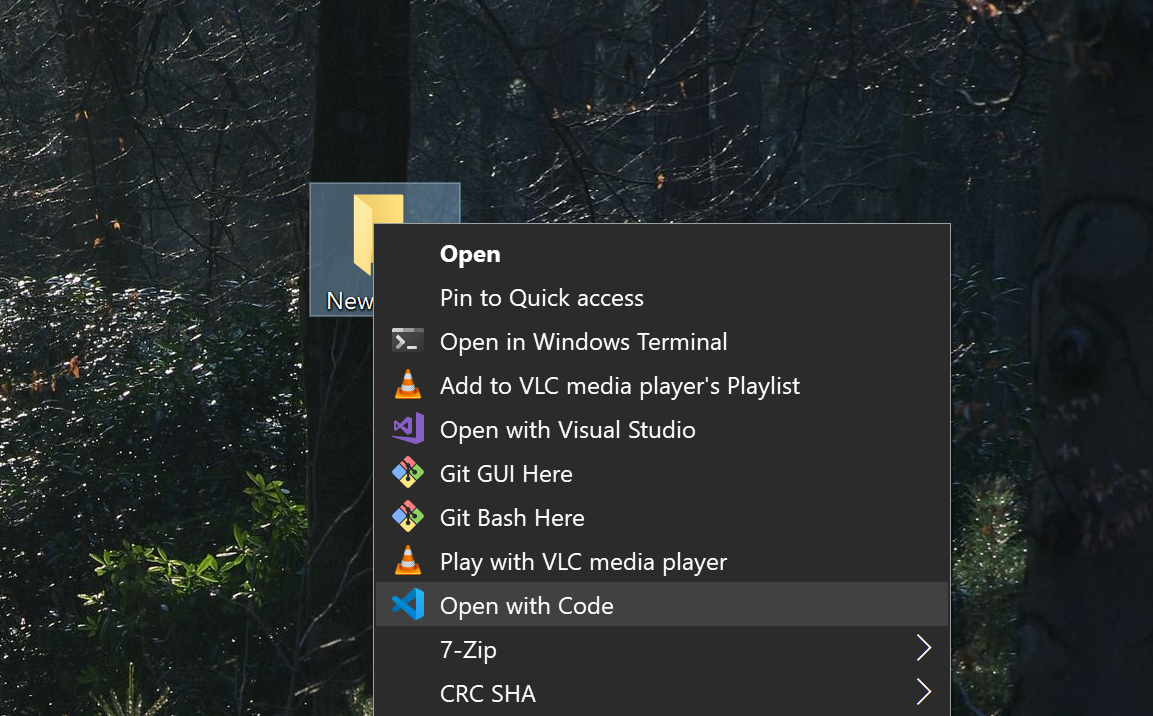 New
Open
Pin to Quick access
Open in Windows Terminal
Add to VLC media player's Playlist
Open with Visual Studio
Git GUI Here
Git Bash Here
Play with VLC media player
Open with Code
7-Zip
CRC SHA